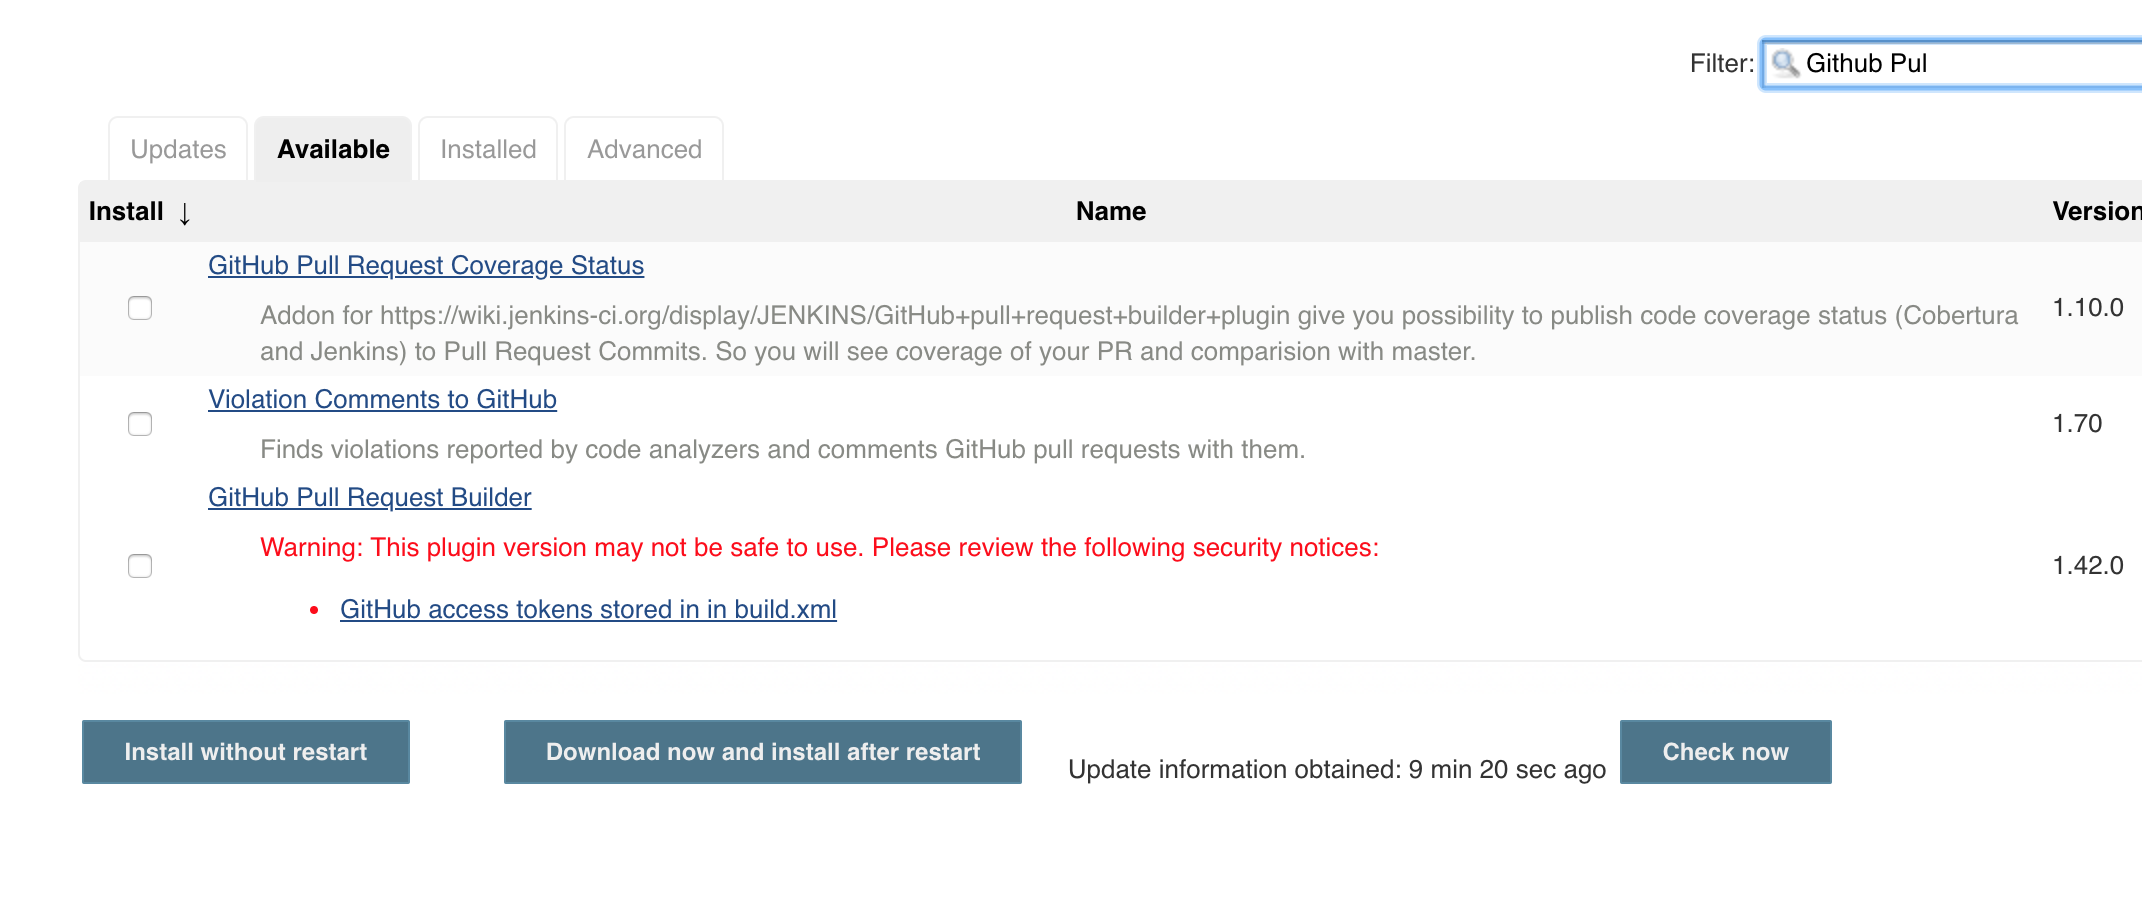 Filter: Github Pul
Updates Available Installed Advanced
Install ↓ Name Version
GitHub Pull Request Coverage Status
Addon for https://wiki.jenkins-ci.org/display/JENKINS/GitHub+pull+request+builder+plugin give you possibility to publish code coverage status (Cobertura
and Jenkins) to Pull Request Commits. So you will see coverage of your PR and comparision with master.
1.10.0
Violation Comments to GitHub
Finds violations reported by code analyzers and comments GitHub pull requests with them.
1.70
GitHub Pull Request Builder
Warning: This plugin version may not be safe to use. Please review the following security notices:
• GitHub access tokens stored in in build.xml
1.42.0
Install without restart
Download now and install after restart
Update information obtained: 9 min 20 sec ago
Check now